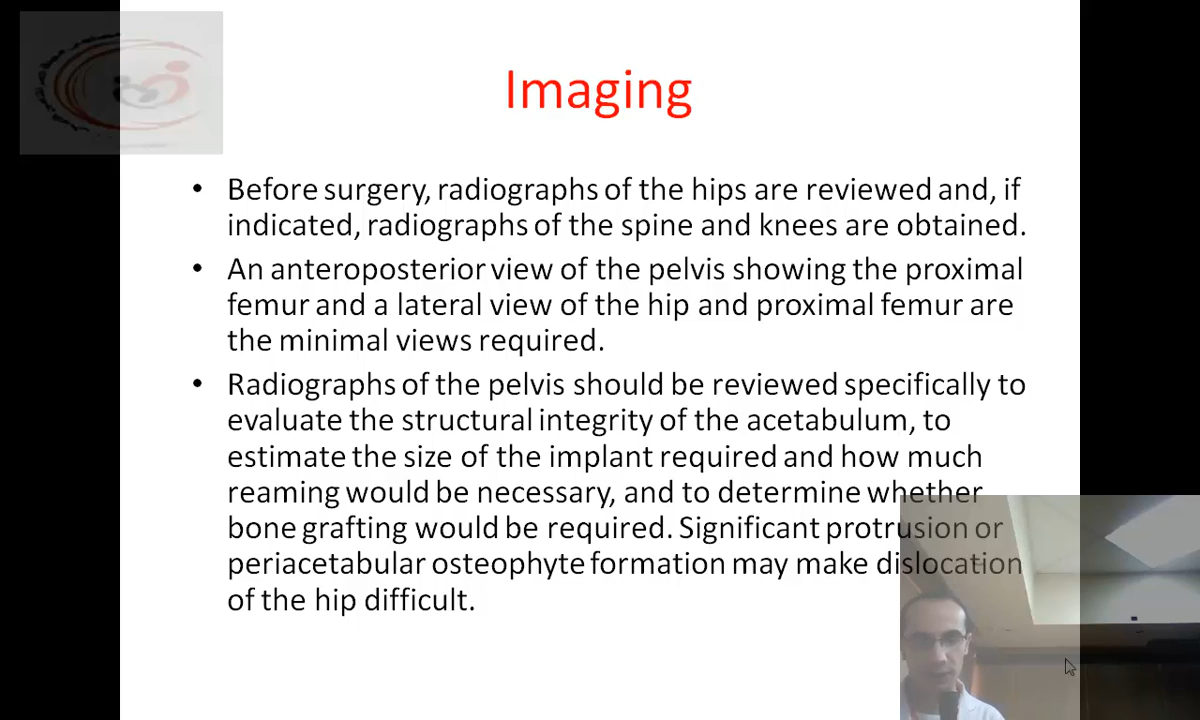 Imaging
• Before surgery, radiographs of the hips are reviewed and, if
indicated, radiographs of the spine and knees are obtained.
• An anteroposterior view of the pelvis showing the proximal
femur and a lateral view of the hip and proximal femur are
the minimal views required.
• Radiographs of the pelvis should be reviewed specifically to
evaluate the structural integrity of the acetabulum, to
estimate the size of the implant required and how much
reaming would be necessary, and to determine whether
bone grafting would be required. Significant protrusion or
periacetabular osteophyte formation may make dislocation
of the hip difficult.